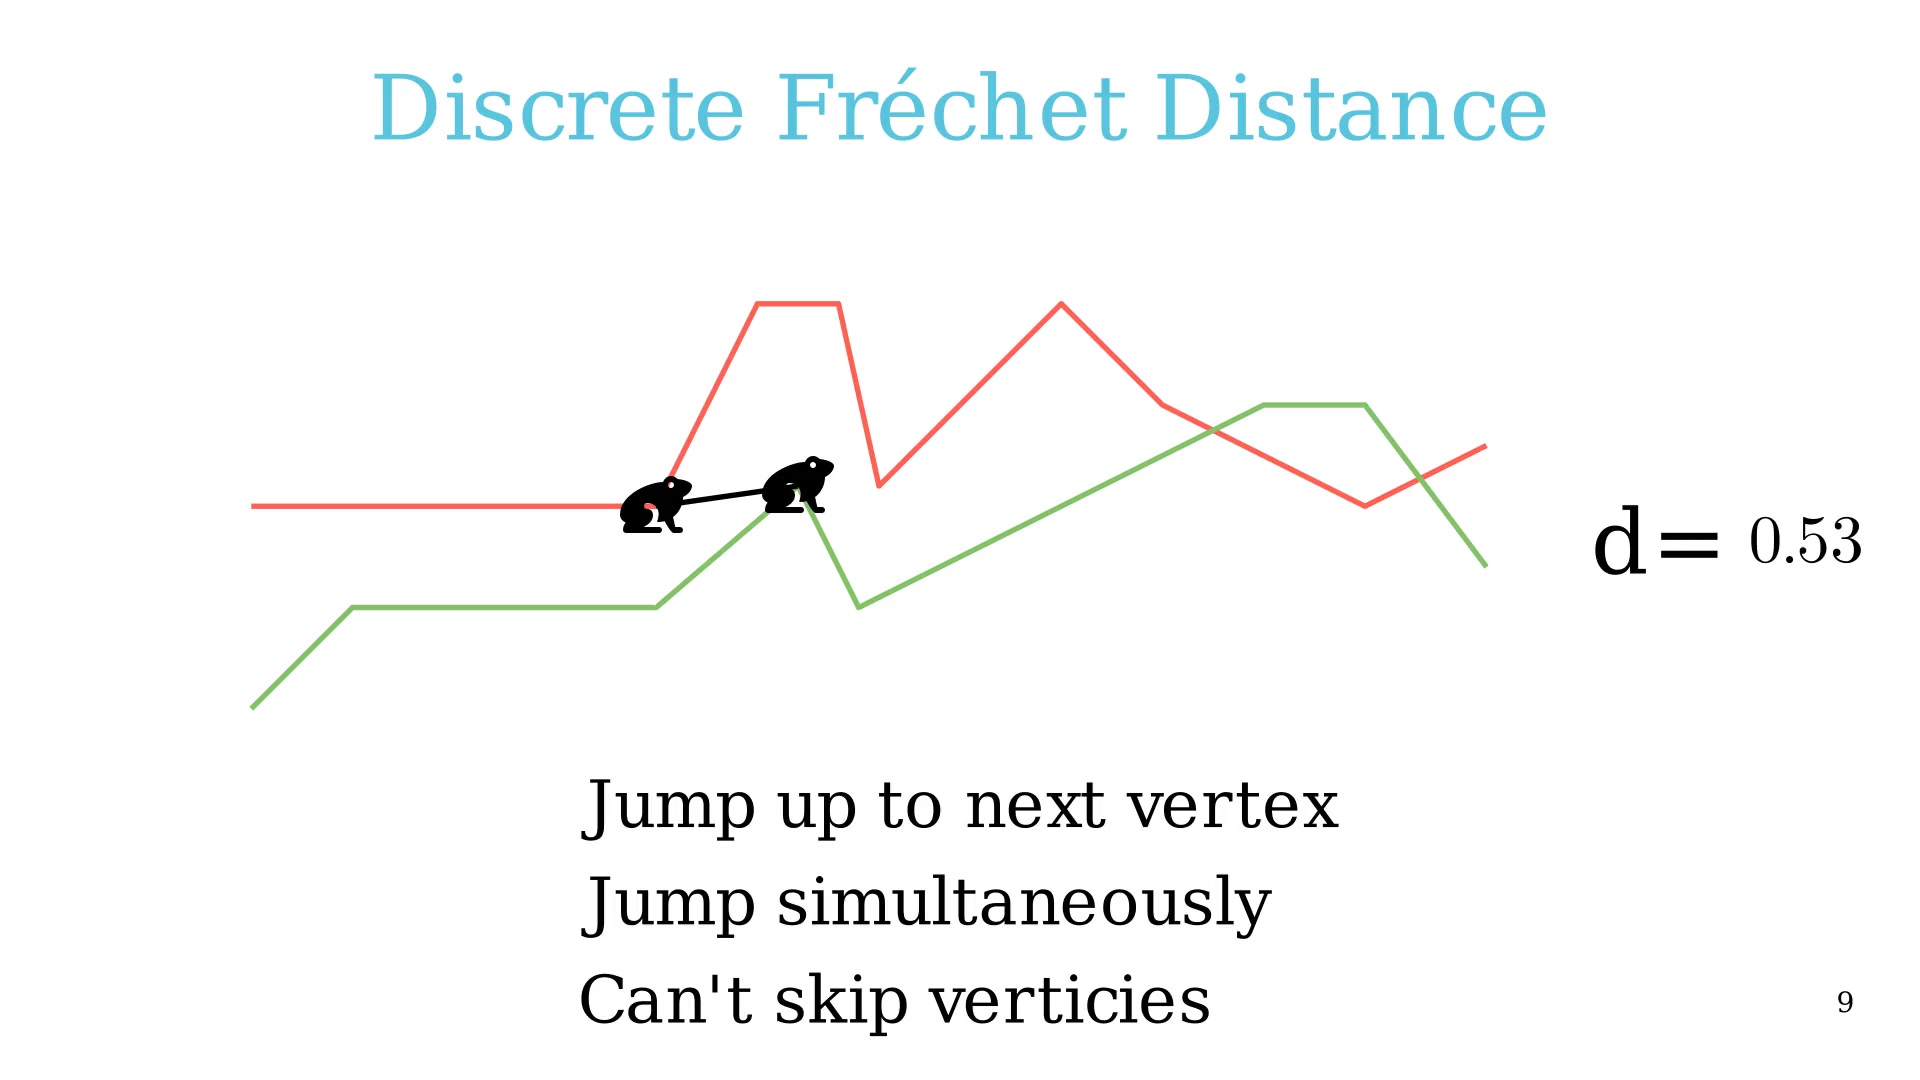 Discrete Fréchet Distance
d= 0.53
Jump up to next vertex
Jump simultaneously
Can't skip verticies
9